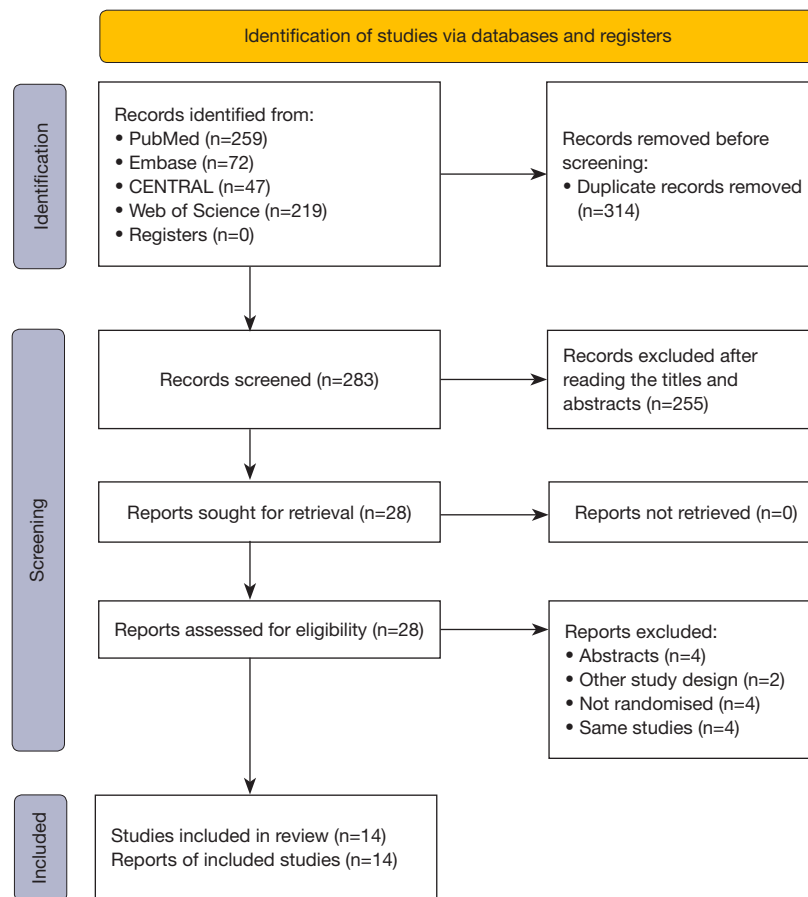 Identification of studies via databases and registers
Identification
Records identified from:
• PubMed (n=259)
• Embase (n=72)
• CENTRAL (n=47)
• Web of Science (n=219)
• Registers (n=0)
Records removed before
screening:
• Duplicate records removed
(n=314)
Screening
Records screened (n=283)
Records excluded after
reading the titles and
abstracts (n=255)
Reports sought for retrieval (n=28)
Reports not retrieved (n=0)
Reports assessed for eligibility (n=28)
Reports excluded:
• Abstracts (n=4)
• Other study design (n=2)
• Not randomised (n=4)
• Same studies (n=4)
Included
Studies included in review (n=14)
Reports of included studies (n=14)